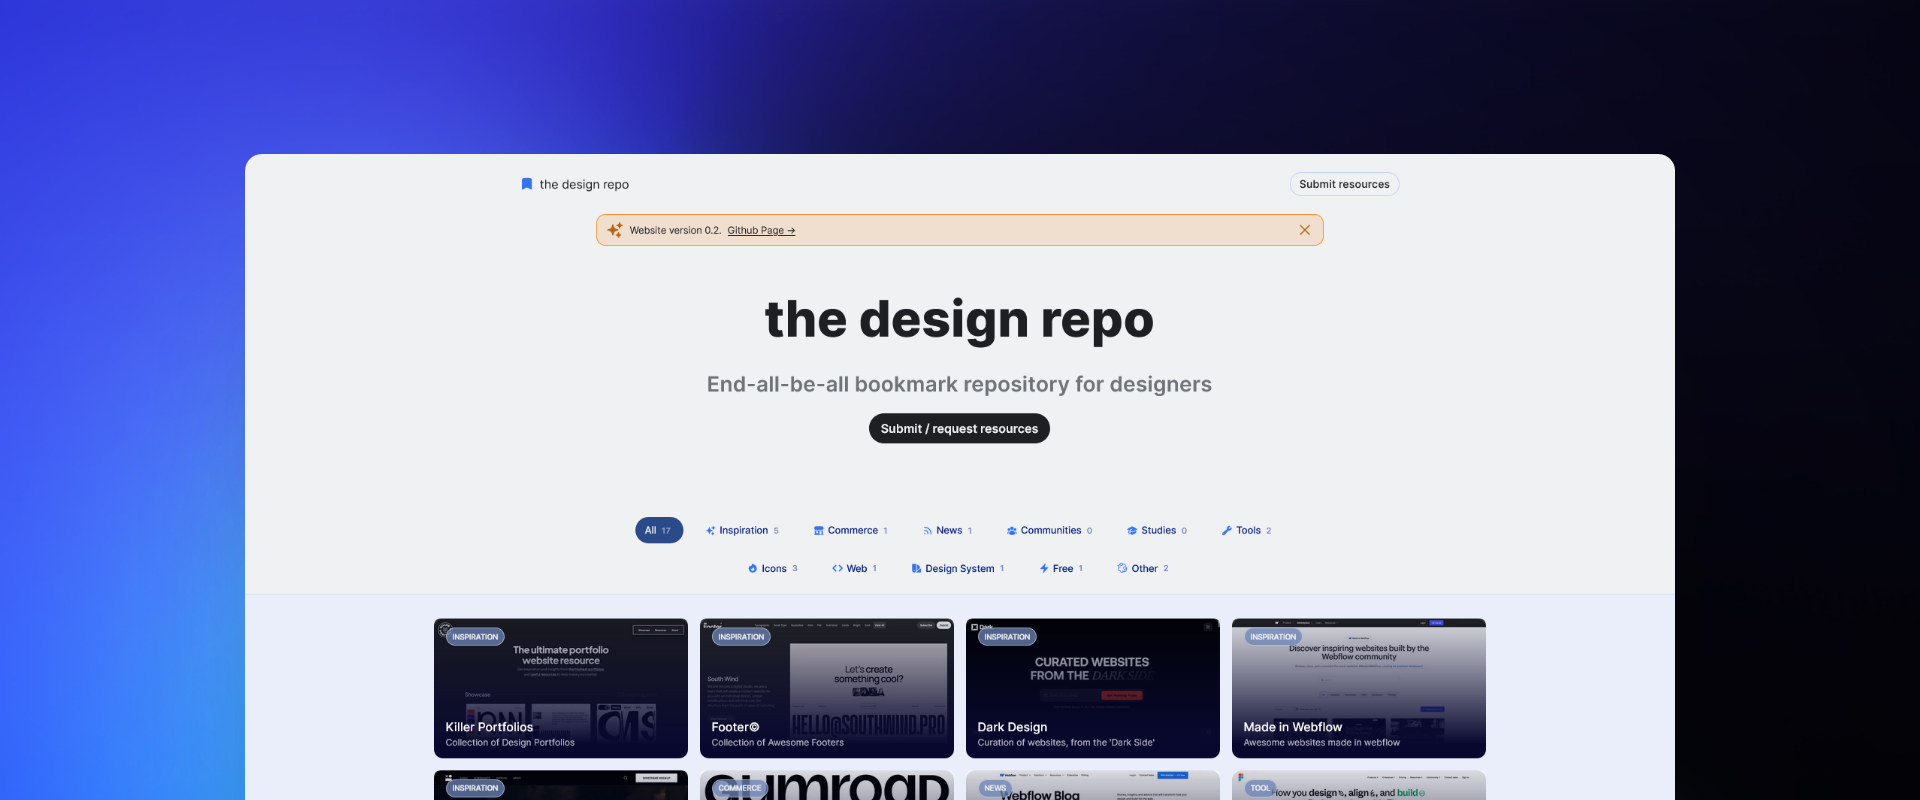 the design repo
Submit resources
Website version 0.2. Github Page →
the design repo
End-all-be-all bookmark repository for designers
Submit / request resources
All 17
Inspiration 5
Commerce 1
News 1
Communities 0
Studies 0
Tools 2
Icons 3
Web 1
Design System 1
Free 1
Other 2
INSPIRATION
The ultimate portfolio
website resource
Showcase
Killer Portfolios
Collection of Design Portfolios
INSPIRATION
Let's create
something cool?
South Wind
HELLO@SOUTHWIND.PRO
Footer©
Collection of Awesome Footers
INSPIRATION
Dark
CURATED WEBSITES
FROM THE DARK SIDE
Dark Design
Curation of websites, from the 'Dark Side'
INSPIRATION
Discover inspiring websites built by the
Webflow community
Made in Webflow
Awesome websites made in webflow
INSPIRATION
COMMERCE
Gumroad
NEWS
Webflow Blog
TOOL
How you design, align, and build